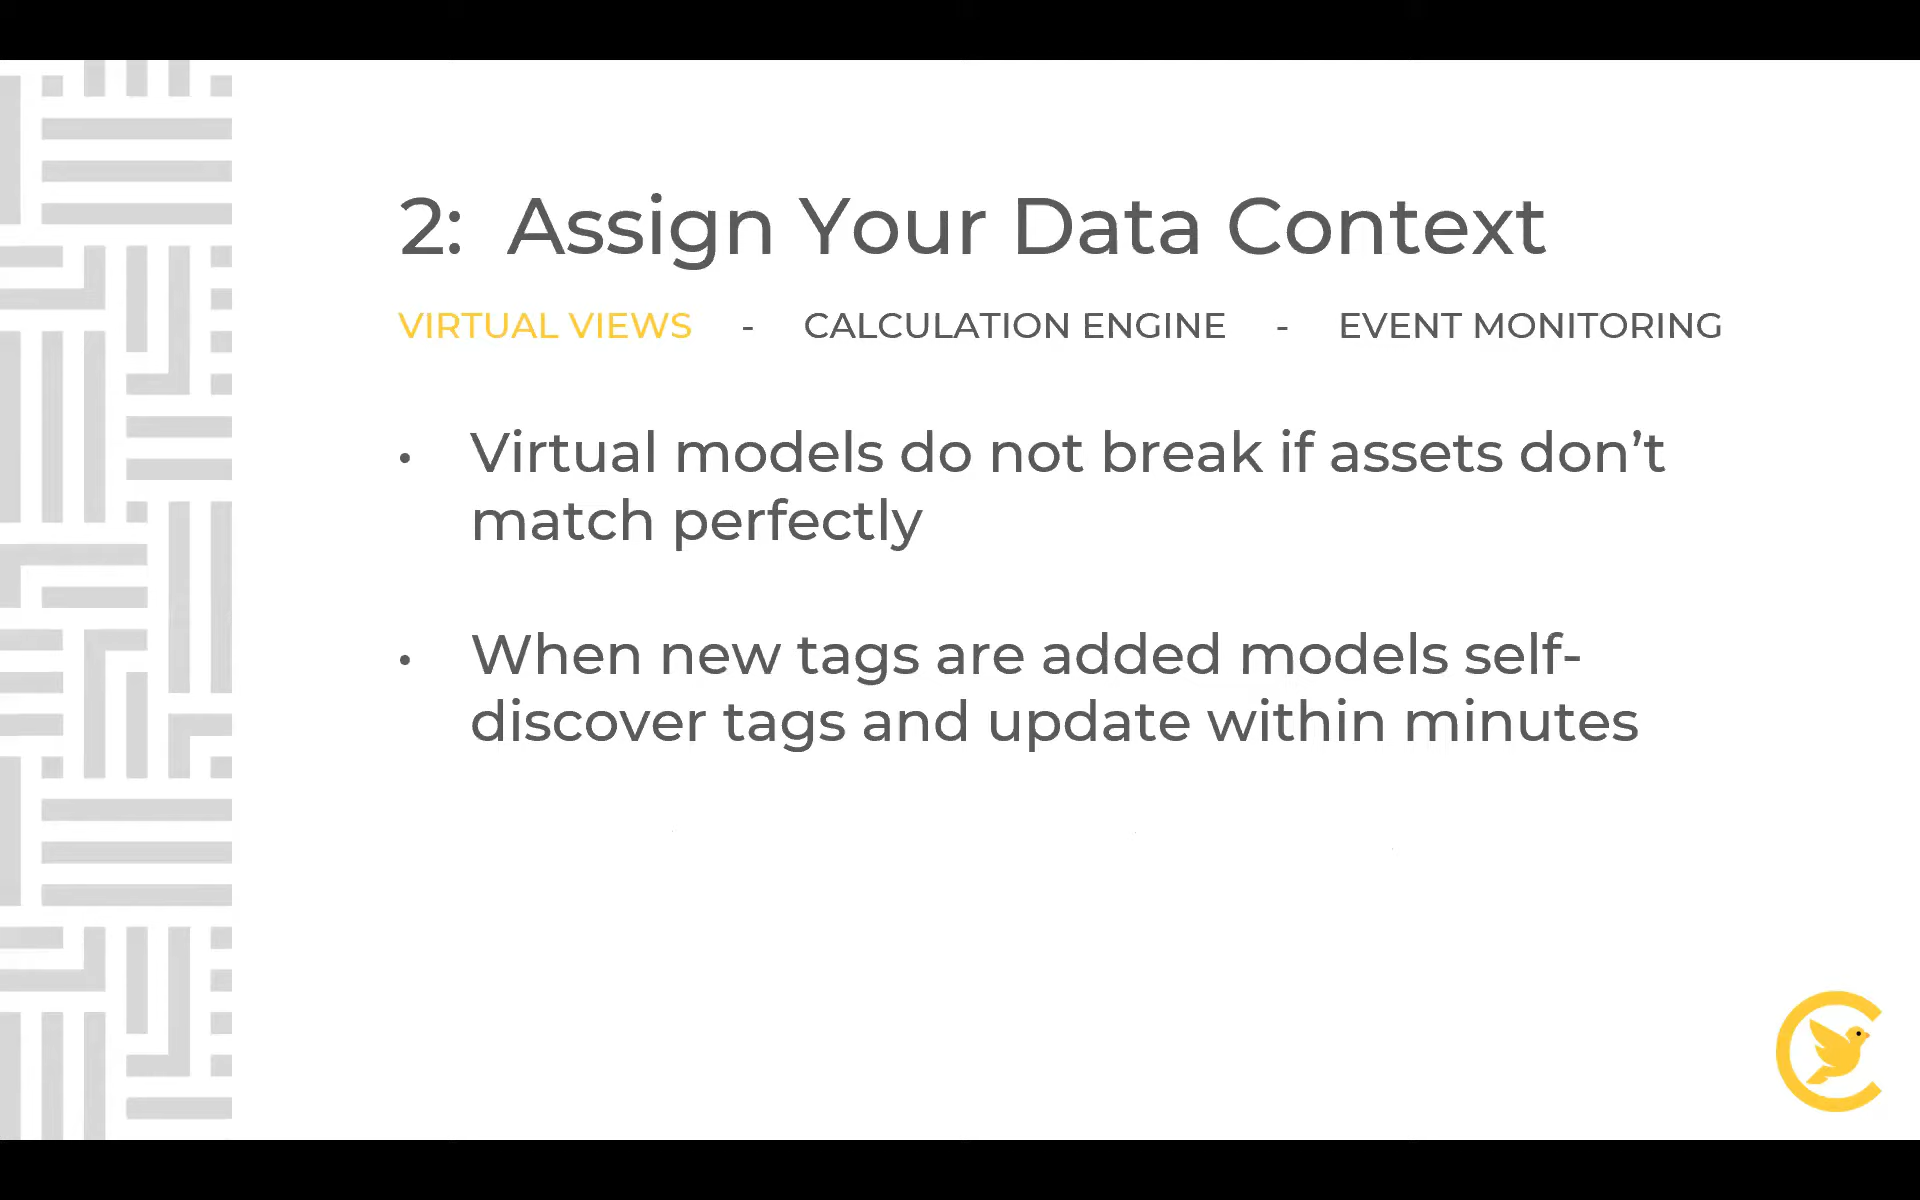 2: Assign Your Data Context
VIRTUAL VIEWS - CALCULATION ENGINE - EVENT MONITORING
• Virtual models do not break if assets don’t
match perfectly
• When new tags are added models self-
discover tags and update within minutes